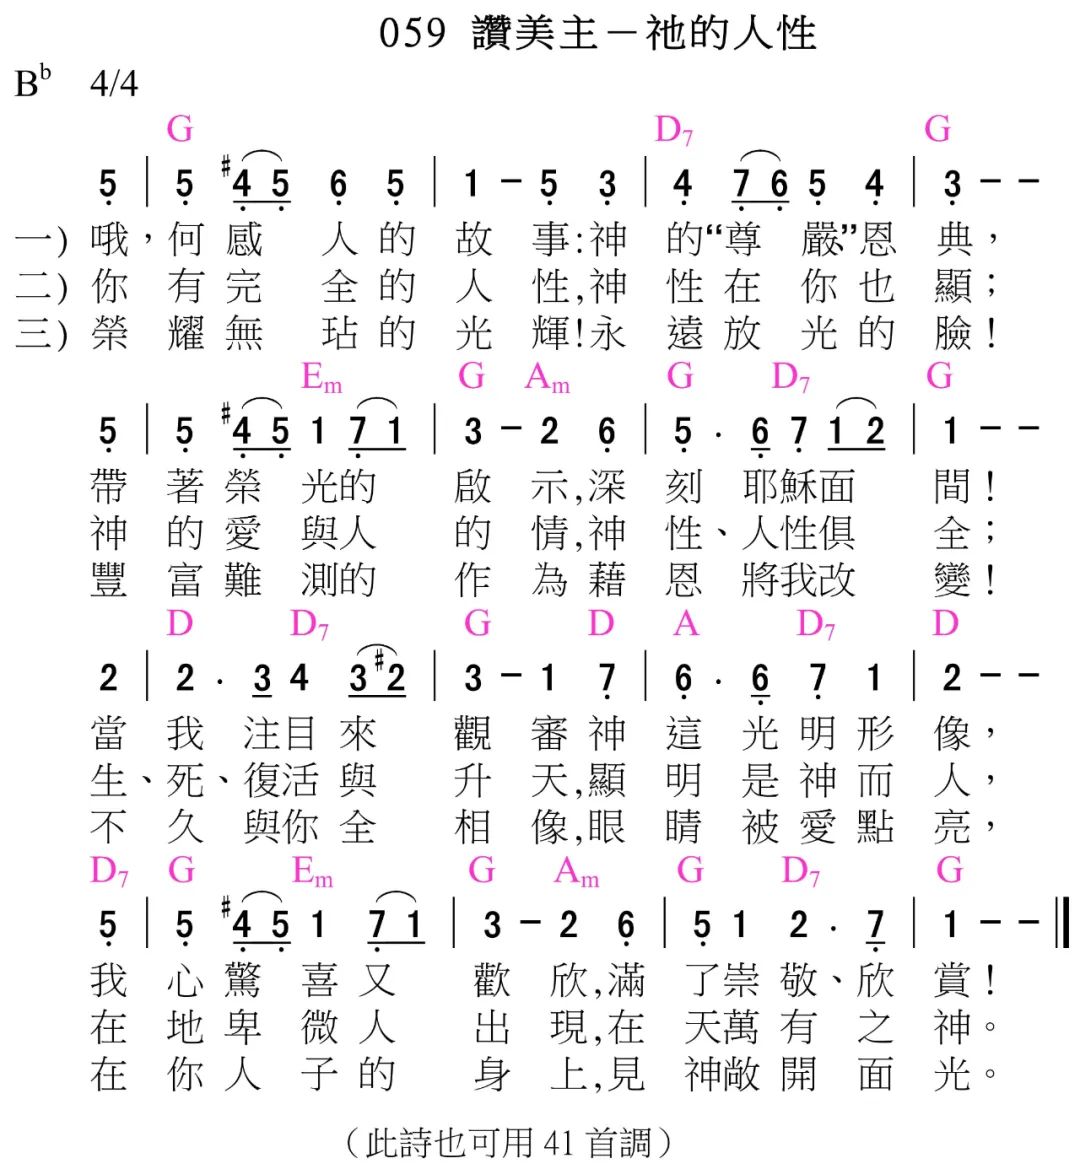 059 讚美主－祂的人性
B♭ 4/4
G D7 G
5 | 5 #4 5 6 5 | 1 － 5 3 | 4 7 6 5 4 | 3 － －
一) 哦，何感 人的 故 事:神 的“尊 嚴”恩 典，
二) 你 有完 全的 人 性,神 性在 你也 顯；
三) 榮 耀無 玷的 光 輝!永 遠放 光的 臉！
Em G Am G D7 G
5 | 5 #4 5 1 7 1 | 3 － 2 6 | 5 . 6 7 1 2 | 1 － －
帶 著榮 光的 啟 示,深 刻 耶穌面 間！
神 的愛 與人 的 情,神 性、人性俱 全；
豐 富難 測的 作 為藉 恩 將我改 變！
D D7 G D A D7 D
2 | 2 . 3 4 3 #2 | 3 － 1 7 | 6 . 6 7 1 | 2 － －
當 我 注目來 觀 審神 這 光明形 像，
生、死、復活與 升 天,顯 明 是神而 人，
不 久 與你全 相 像,眼 睛 被愛點 亮，
D7 G Em G Am G D7 G
5 | 5 #4 5 1 7 1 | 3 － 2 6 | 5 1 2 . 7 | 1 － － ‖
我 心驚 喜又 歡 欣,滿 了崇 敬、欣 賞！
在 地卑 微人 出 現,在 天萬 有之 神。
在 你人 子的 身 上,見 神敞 開面 光。
（此詩也可用 41 首調）